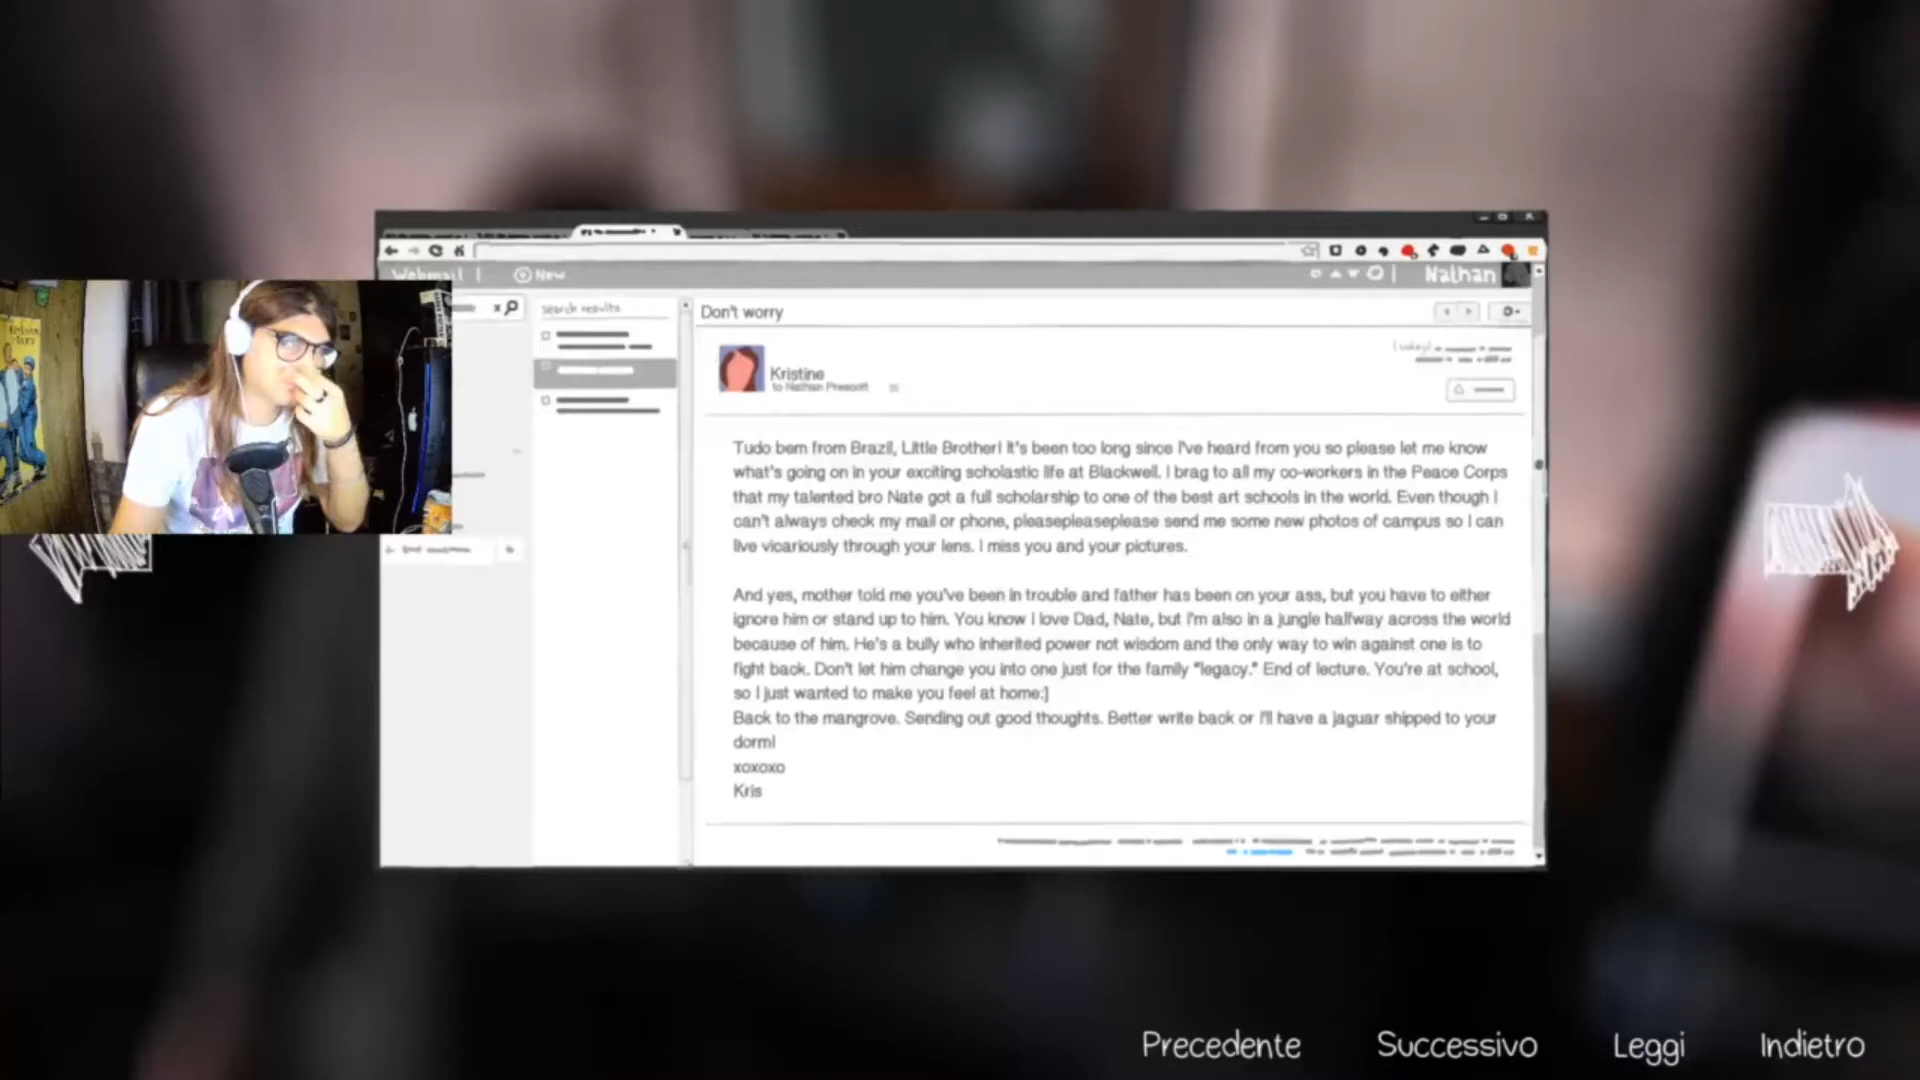 Webmail | New
Nathan
search results
Don't worry
Kristine
to Nathan Prescott
Tudo bem from Brazil, Little Brother! It's been too long since I've heard from you so please let me know
what's going on in your exciting scholastic life at Blackwell. I brag to all my co-workers in the Peace Corps
that my talented bro Nate got a full scholarship to one of the best art schools in the world. Even though I
can't always check my mail or phone, pleasepleaseplease send me some new photos of campus so I can
live vicariously through your lens. I miss you and your pictures.
And yes, mother told me you've been in trouble and father has been on your ass, but you have to either
ignore him or stand up to him. You know I love Dad, Nate, but I'm also in a jungle halfway across the world
because of him. He's a bully who inherited power not wisdom and the only way to win against one is to
fight back. Don't let him change you into one just for the family "legacy." End of lecture. You're at school,
so I just wanted to make you feel at home:]
Back to the mangrove. Sending out good thoughts. Better write back or I'll have a jaguar shipped to your
dorm!
xoxoxo
Kris
Precedente Successivo Leggi Indietro